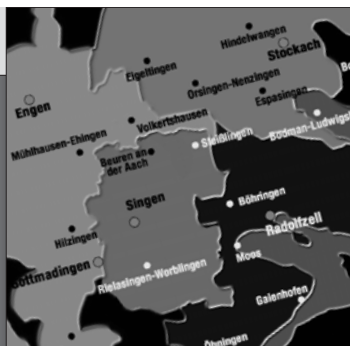 Hindelwangen
Stockach
Eigeltingen
Orsingen-Nenzingen
Espasingen
Engen
Volkertshausen
Bodman-Ludwigs
Mühlhausen-Ehingen
Steißlingen
Beuren an
der Aach
Singen
Böhringen
Radolfzell
Hilzingen
Moos
Gottmadingen
Rielasingen-Worblingen
Gaienhofen
Öhningen